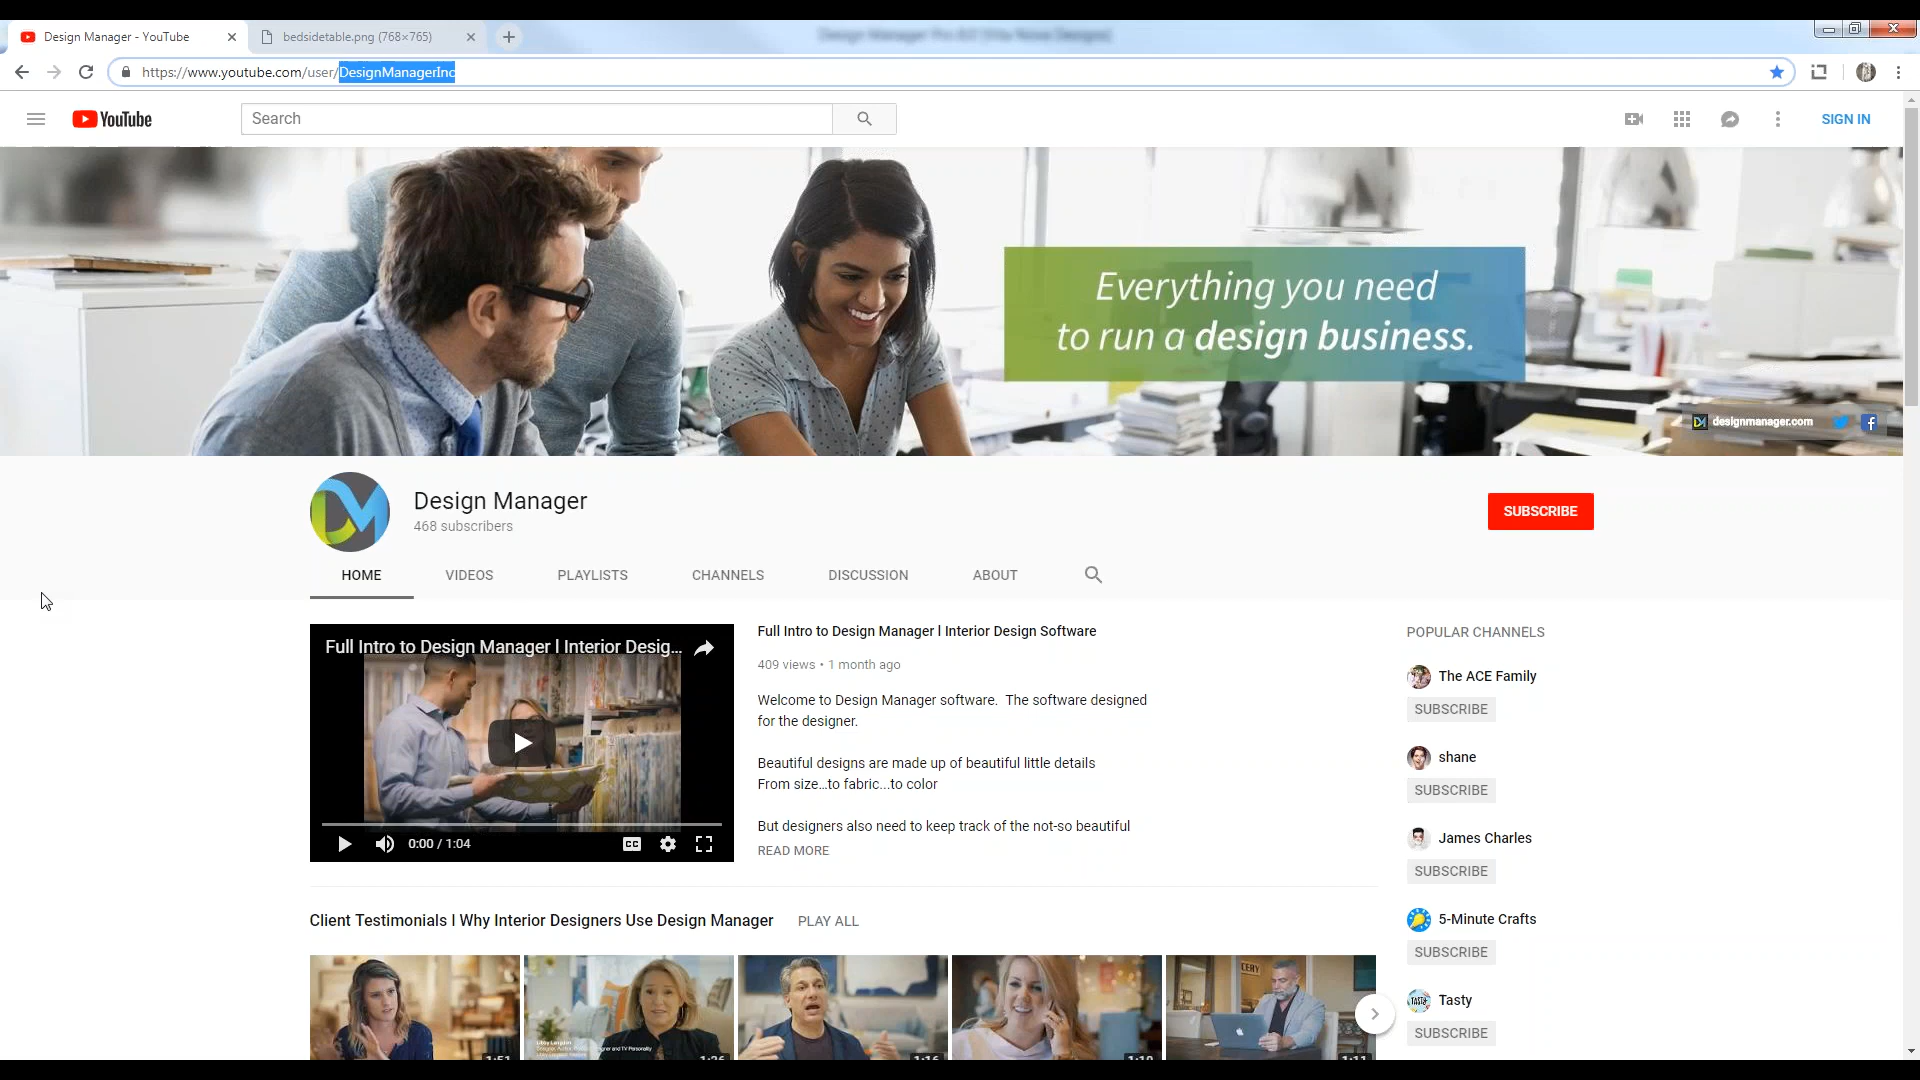 Design Manager - YouTube
bedsidetable.png (768×765)
https://www.youtube.com/user/DesignManagerInc
YouTube
Search
SIGN IN
Everything you need
to run a design business.
designmanager.com
Design Manager
468 subscribers
SUBSCRIBE
HOME
VIDEOS
PLAYLISTS
CHANNELS
DISCUSSION
ABOUT
Full Intro to Design Manager l Interior Desig...
0:00 / 1:04
CC
Full Intro to Design Manager l Interior Design Software
409 views • 1 month ago
Welcome to Design Manager software.  The software designed
for the designer.
Beautiful designs are made up of beautiful little details
From size...to fabric...to color
But designers also need to keep track of the not-so beautiful
READ MORE
POPULAR CHANNELS
The ACE Family
SUBSCRIBE
shane
SUBSCRIBE
James Charles
SUBSCRIBE
5-Minute Crafts
SUBSCRIBE
Tasty
SUBSCRIBE
Client Testimonials l Why Interior Designers Use Design Manager
PLAY ALL